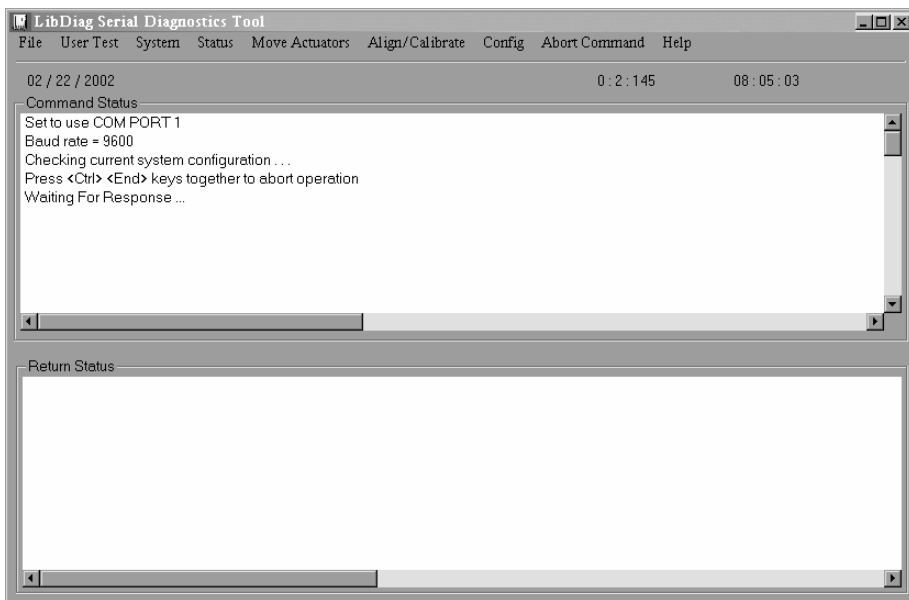 LibDiag Serial Diagnostics Tool
File User Test System Status Move Actuators Align/Calibrate Config Abort Command Help
02 / 22 / 2002 0 : 2 : 145 08 : 05 : 03
Command Status
Set to use COM PORT 1
Baud rate = 9600
Checking current system configuration . . .
Press <Ctrl> <End> keys together to abort operation
Waiting For Response ...
Return Status